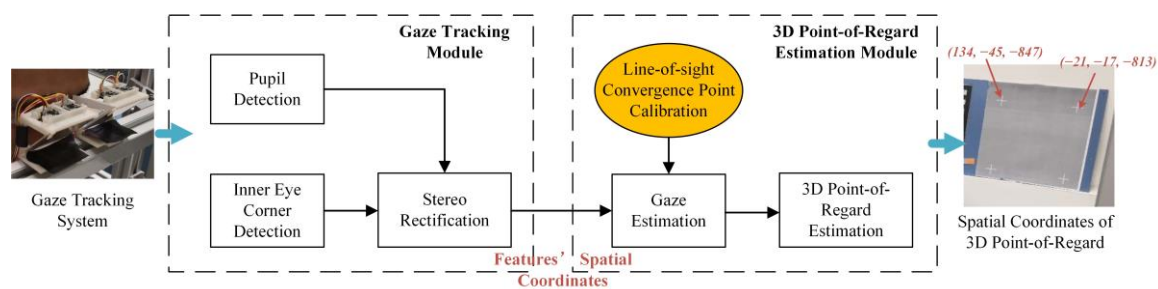 Gaze Tracking
System
Gaze Tracking
Module
Pupil
Detection
Inner Eye
Corner
Detection
Stereo
Rectification
Features' Spatial
Coordinates
3D Point-of-Regard
Estimation Module
Line-of-sight
Convergence Point
Calibration
Gaze
Estimation
3D Point-of-
Regard
Estimation
(134, −45, −847)
(−21, −17, −813)
Spatial Coordinates of
3D Point-of-Regard